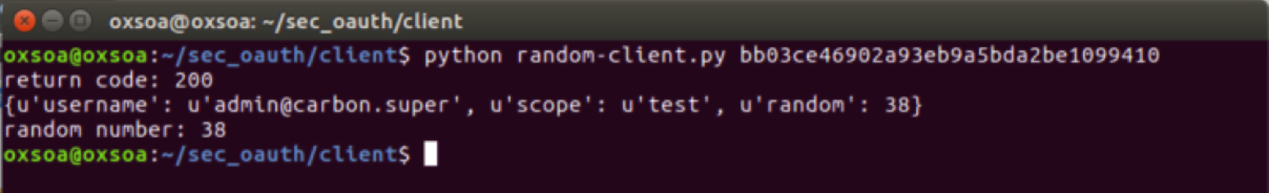 oxsoa@oxsoa: ~/sec_oauth/client
oxsoa@oxsoa:~/sec_oauth/client$ python random-client.py bb03ce46902a93eb9a5bda2be1099410
return code: 200
{u'username': u'admin@carbon.super', u'scope': u'test', u'random': 38}
random number: 38
oxsoa@oxsoa:~/sec_oauth/client$